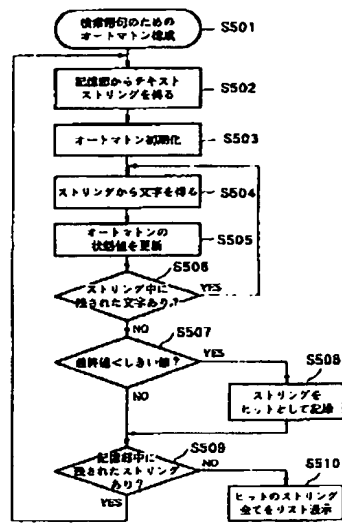 検索語句のための
オートマトン構成
S501
記憶部からテキスト
ストリングを得る
S502
オートマトン初期化
S503
ストリングから文字を得る
S504
オートマトンの
状態値を更新
S505
S506
ストリング中に
残された文字あり?
YES
NO
S507
最終値<しきい値?
YES
NO
S508
ストリングを
ヒットとして記録
S509
記憶部中に
残されたストリング
あり?
NO
YES
S510
ヒットのストリング
全てをリスト表示